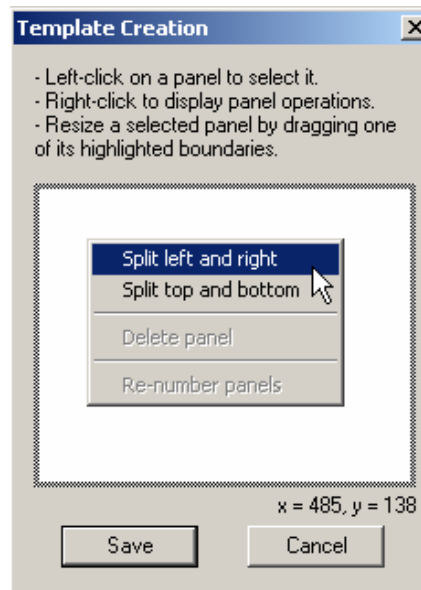 Template Creation
- Left-click on a panel to select it.
- Right-click to display panel operations.
- Resize a selected panel by dragging one
of its highlighted boundaries.
Split left and right
Split top and bottom
Delete panel
Re-number panels
x = 485, y = 138
Save
Cancel